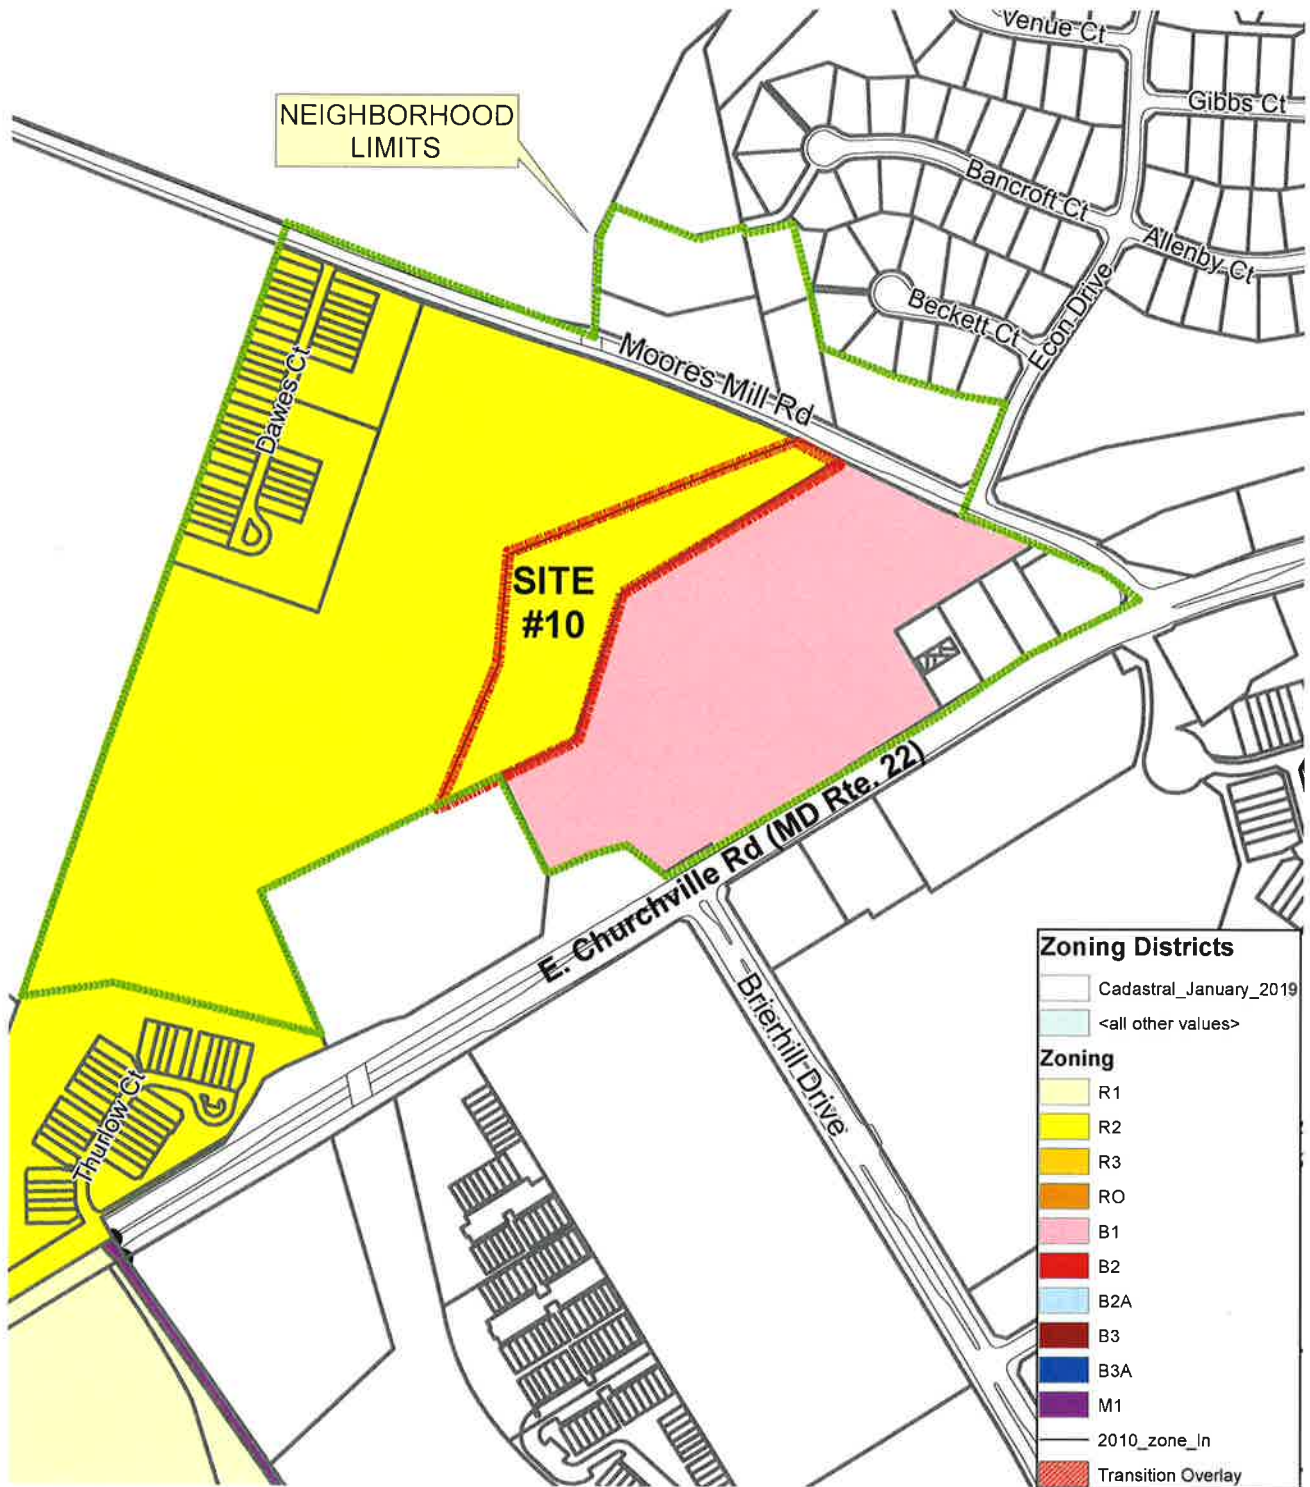 Venue Ct
Gibbs Ct
NEIGHBORHOOD
LIMITS
Bancroft Ct
Allenby Ct
Beckett Ct
Econ Drive
Moores Mill Rd
Dawes Ct
SITE
#10
E. Churchville Rd (MD Rte. 22)
Brierhill Drive
Thurlow Ct
Zoning Districts
Cadastral_January_2019
<all other values>
Zoning
R1
R2
R3
RO
B1
B2
B2A
B3
B3A
M1
2010_zone_ln
Transition Overlay